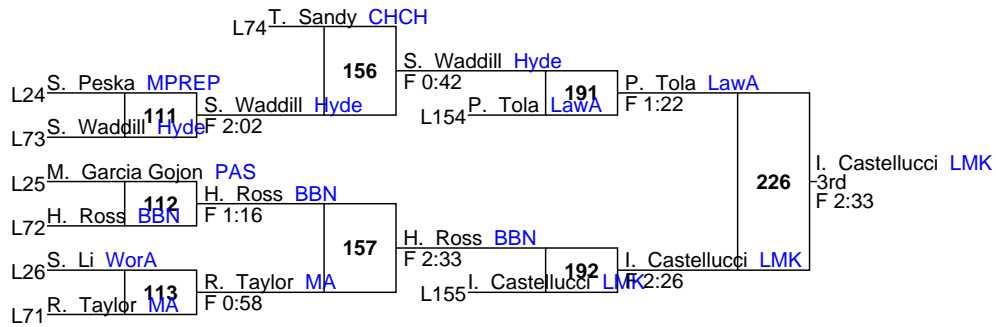 L74 T. Sandy CHCH
156
S. Waddill Hyde
F 0:42
L24 S. Peska MPREP
111
L73 S. Waddill Hyde
S. Waddill Hyde
F 2:02
191
L154 P. Tola LawA
P. Tola LawA
F 1:22
L25 M. Garcia Gojon PAS
112
L72 H. Ross BBN
H. Ross BBN
F 1:16
226
I. Castellucci LMK
3rd
F 2:33
157
H. Ross BBN
F 2:33
L26 S. Li WorA
113
L71 R. Taylor MA
R. Taylor MA
F 0:58
192
L155 I. Castellucci LMK
I. Castellucci LMK
F 2:26